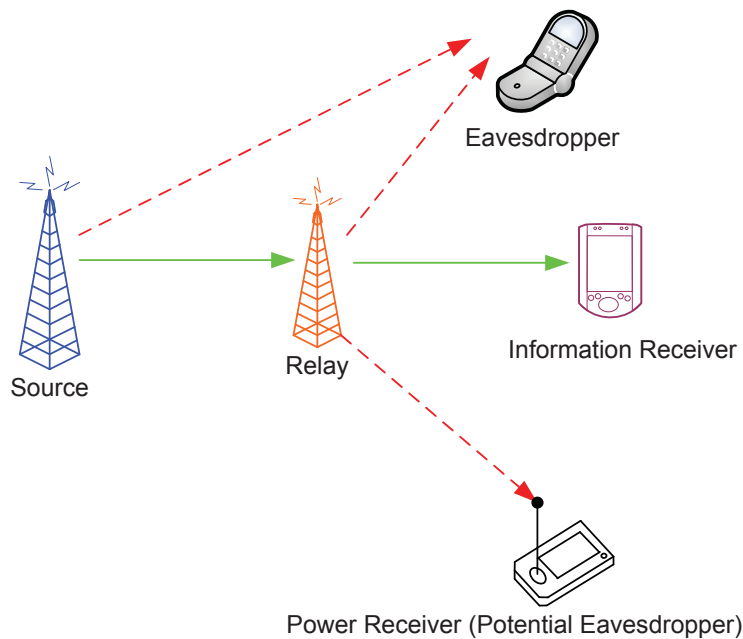 Eavesdropper
Information Receiver
Relay
Source
Power Receiver (Potential Eavesdropper)